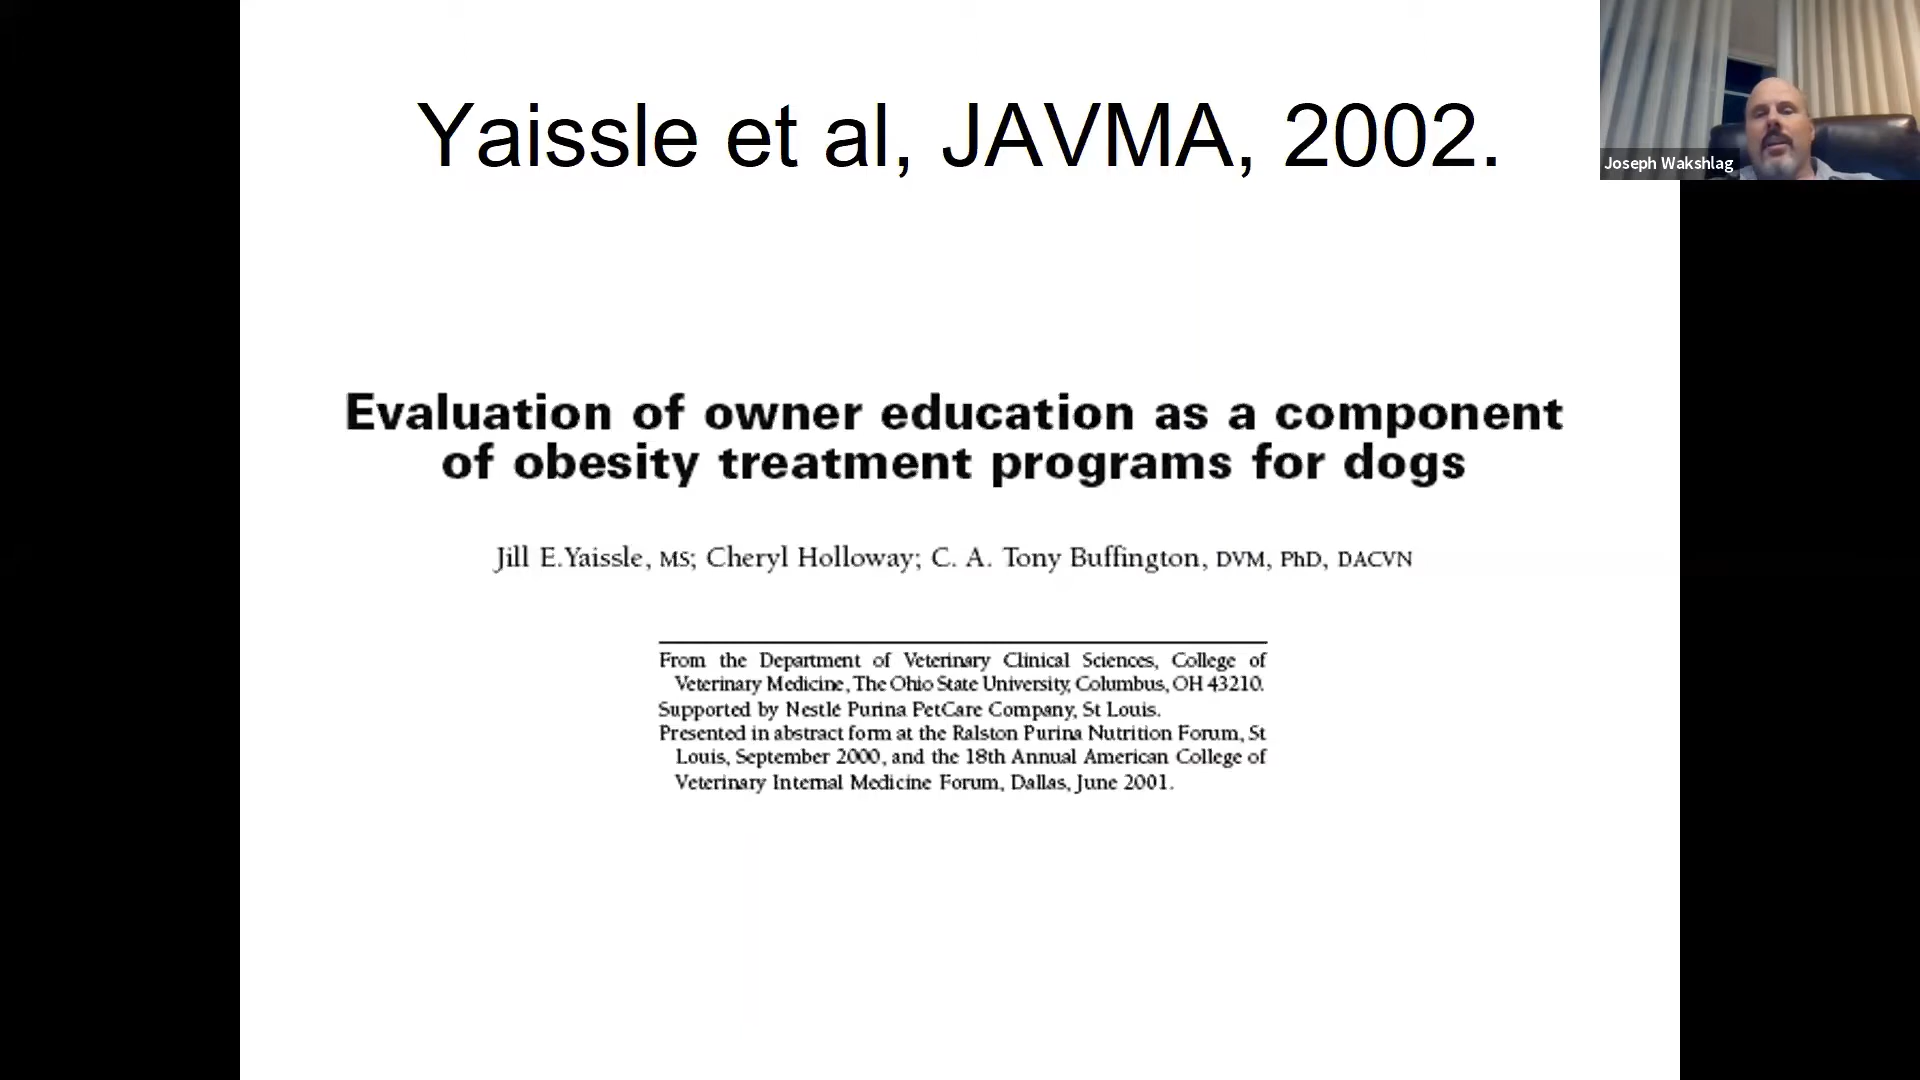 Yaissle et al, JAVMA, 2002.
Joseph Wakshlag
Evaluation of owner education as a component
of obesity treatment programs for dogs
Jill E.Yaissle, MS; Cheryl Holloway; C. A. Tony Buffington, DVM, PhD, DACVN
From the Department of Veterinary Clinical Sciences, College of
Veterinary Medicine, The Ohio State University, Columbus, OH 43210.
Supported by Nestlé Purina PetCare Company, St Louis.
Presented in abstract form at the Ralston Purina Nutrition Forum, St
Louis, September 2000, and the 18th Annual American College of
Veterinary Internal Medicine Forum, Dallas, June 2001.